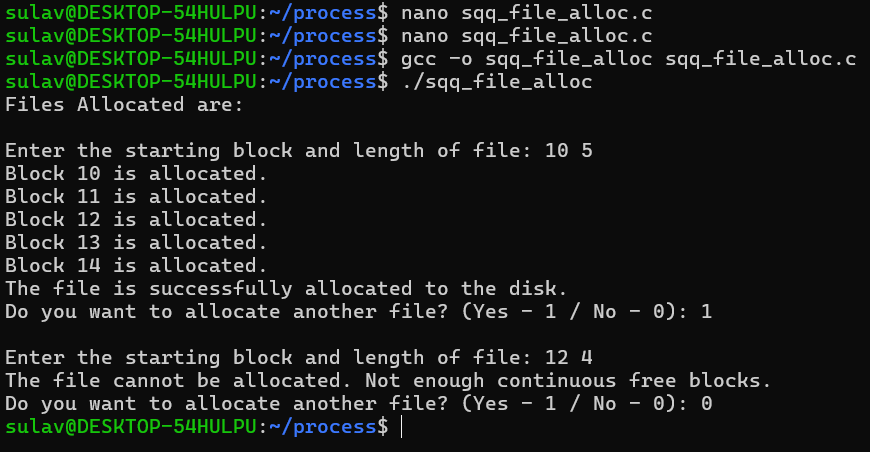 sulav@DESKTOP-54HULPU:~/process$ nano sqq_file_alloc.c
sulav@DESKTOP-54HULPU:~/process$ nano sqq_file_alloc.c
sulav@DESKTOP-54HULPU:~/process$ gcc -o sqq_file_alloc sqq_file_alloc.c
sulav@DESKTOP-54HULPU:~/process$ ./sqq_file_alloc
Files Allocated are:
Enter the starting block and length of file: 10 5
Block 10 is allocated.
Block 11 is allocated.
Block 12 is allocated.
Block 13 is allocated.
Block 14 is allocated.
The file is successfully allocated to the disk.
Do you want to allocate another file? (Yes - 1 / No - 0): 1
Enter the starting block and length of file: 12 4
The file cannot be allocated. Not enough continuous free blocks.
Do you want to allocate another file? (Yes - 1 / No - 0): 0
sulav@DESKTOP-54HULPU:~/process$